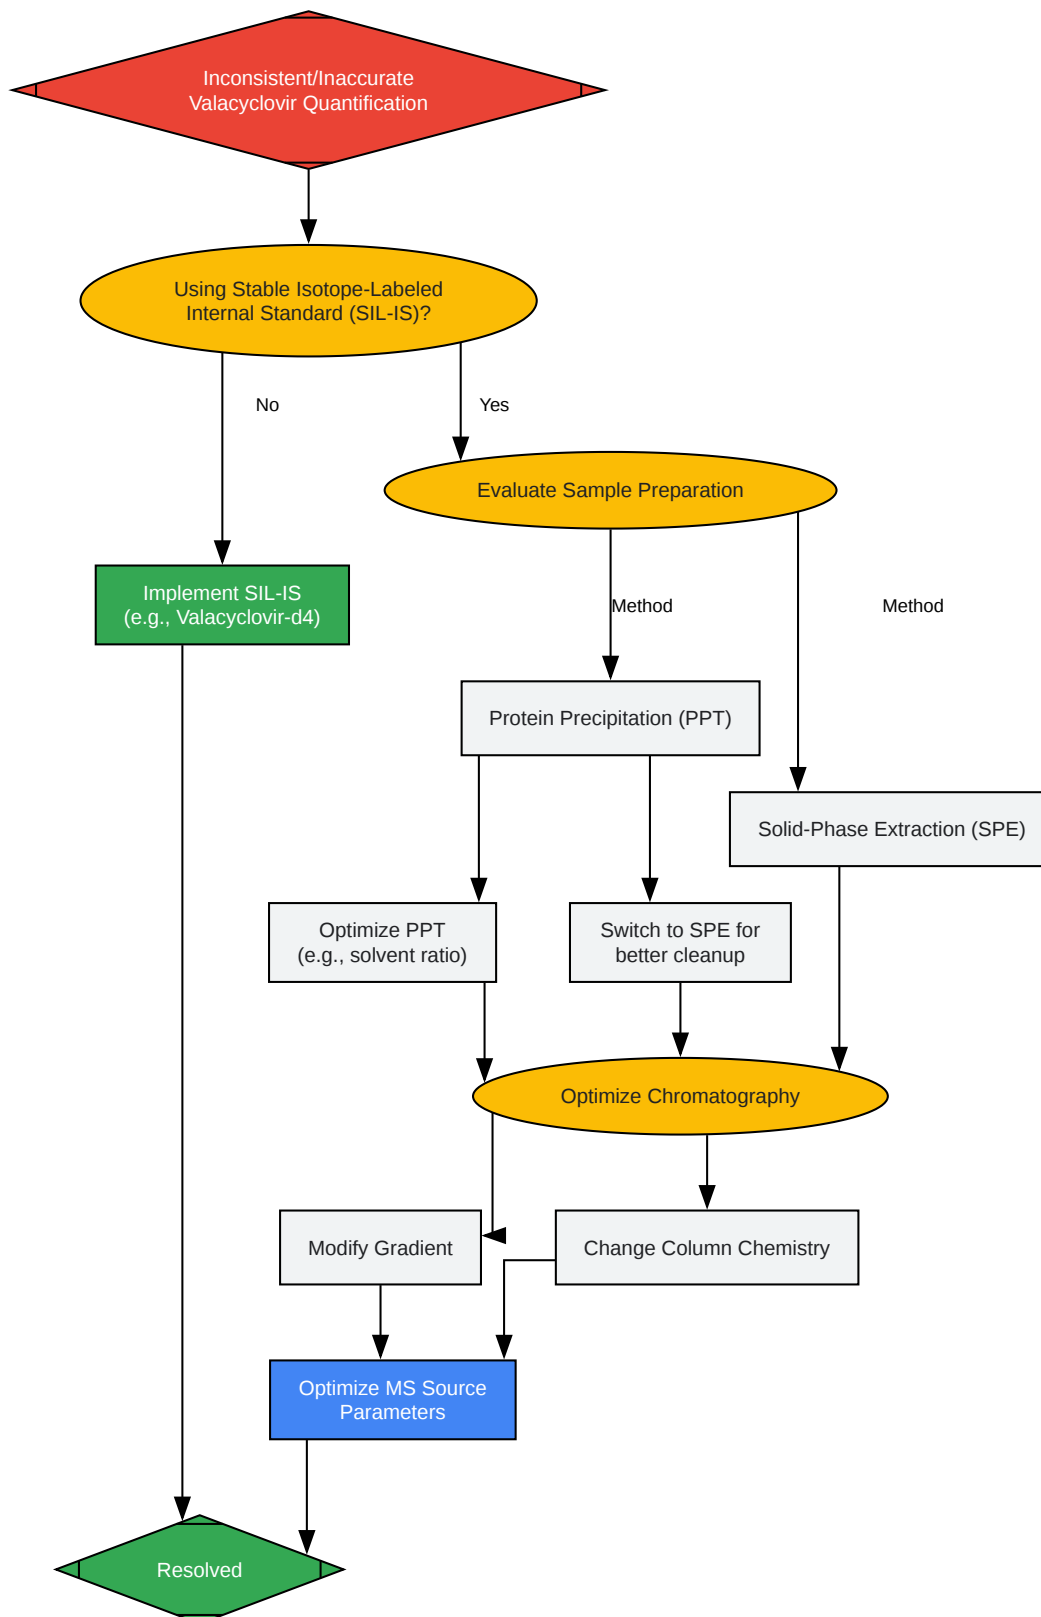 Inconsistent/Inaccurate
Valacyclovir Quantification
Using Stable Isotope-Labeled
Internal Standard (SIL-IS)?
No
Yes
Evaluate Sample Preparation
Implement SIL-IS
(e.g., Valacyclovir-d4)
Method
Method
Protein Precipitation (PPT)
Solid-Phase Extraction (SPE)
Optimize PPT
(e.g., solvent ratio)
Switch to SPE for
better cleanup
Optimize Chromatography
Modify Gradient
Change Column Chemistry
Optimize MS Source
Parameters
Resolved